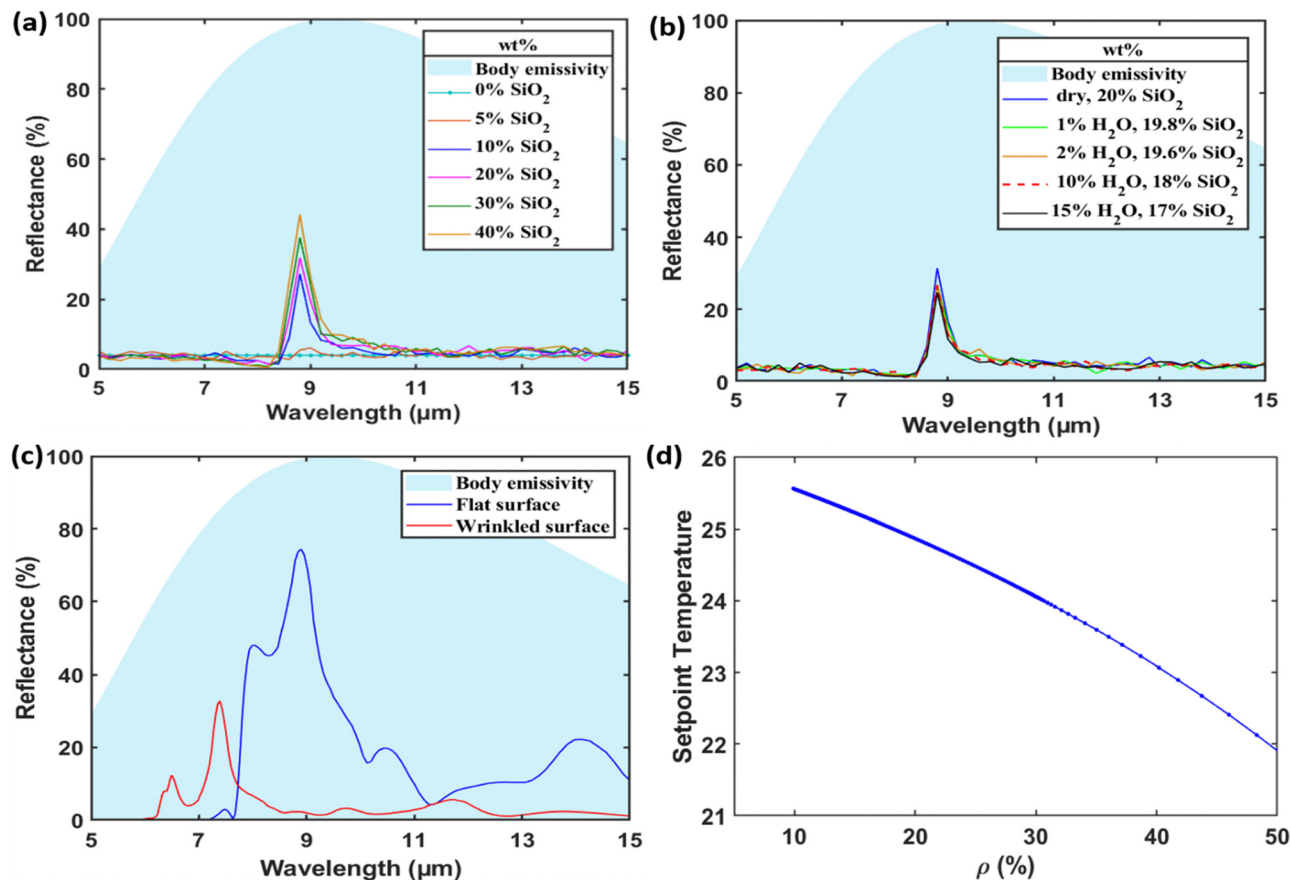 (a)
100
80
60
40
20
0
Reflectance (%)
5
7
9
11
13
15
Wavelength (µm)
wt%
Body emissivity
0% SiO2
5% SiO2
10% SiO2
20% SiO2
30% SiO2
40% SiO2
(b)
100
80
60
40
20
0
Reflectance (%)
5
7
9
11
13
15
Wavelength (µm)
wt%
Body emissivity
dry, 20% SiO2
1% H2O, 19.8% SiO2
2% H2O, 19.6% SiO2
10% H2O, 18% SiO2
15% H2O, 17% SiO2
(c)
100
80
60
40
20
0
Reflectance (%)
5
7
9
11
13
15
Wavelength (µm)
Body emissivity
Flat surface
Wrinkled surface
(d)
26
25
24
23
22
21
Setpoint Temperature
10
20
30
40
50
ρ (%)